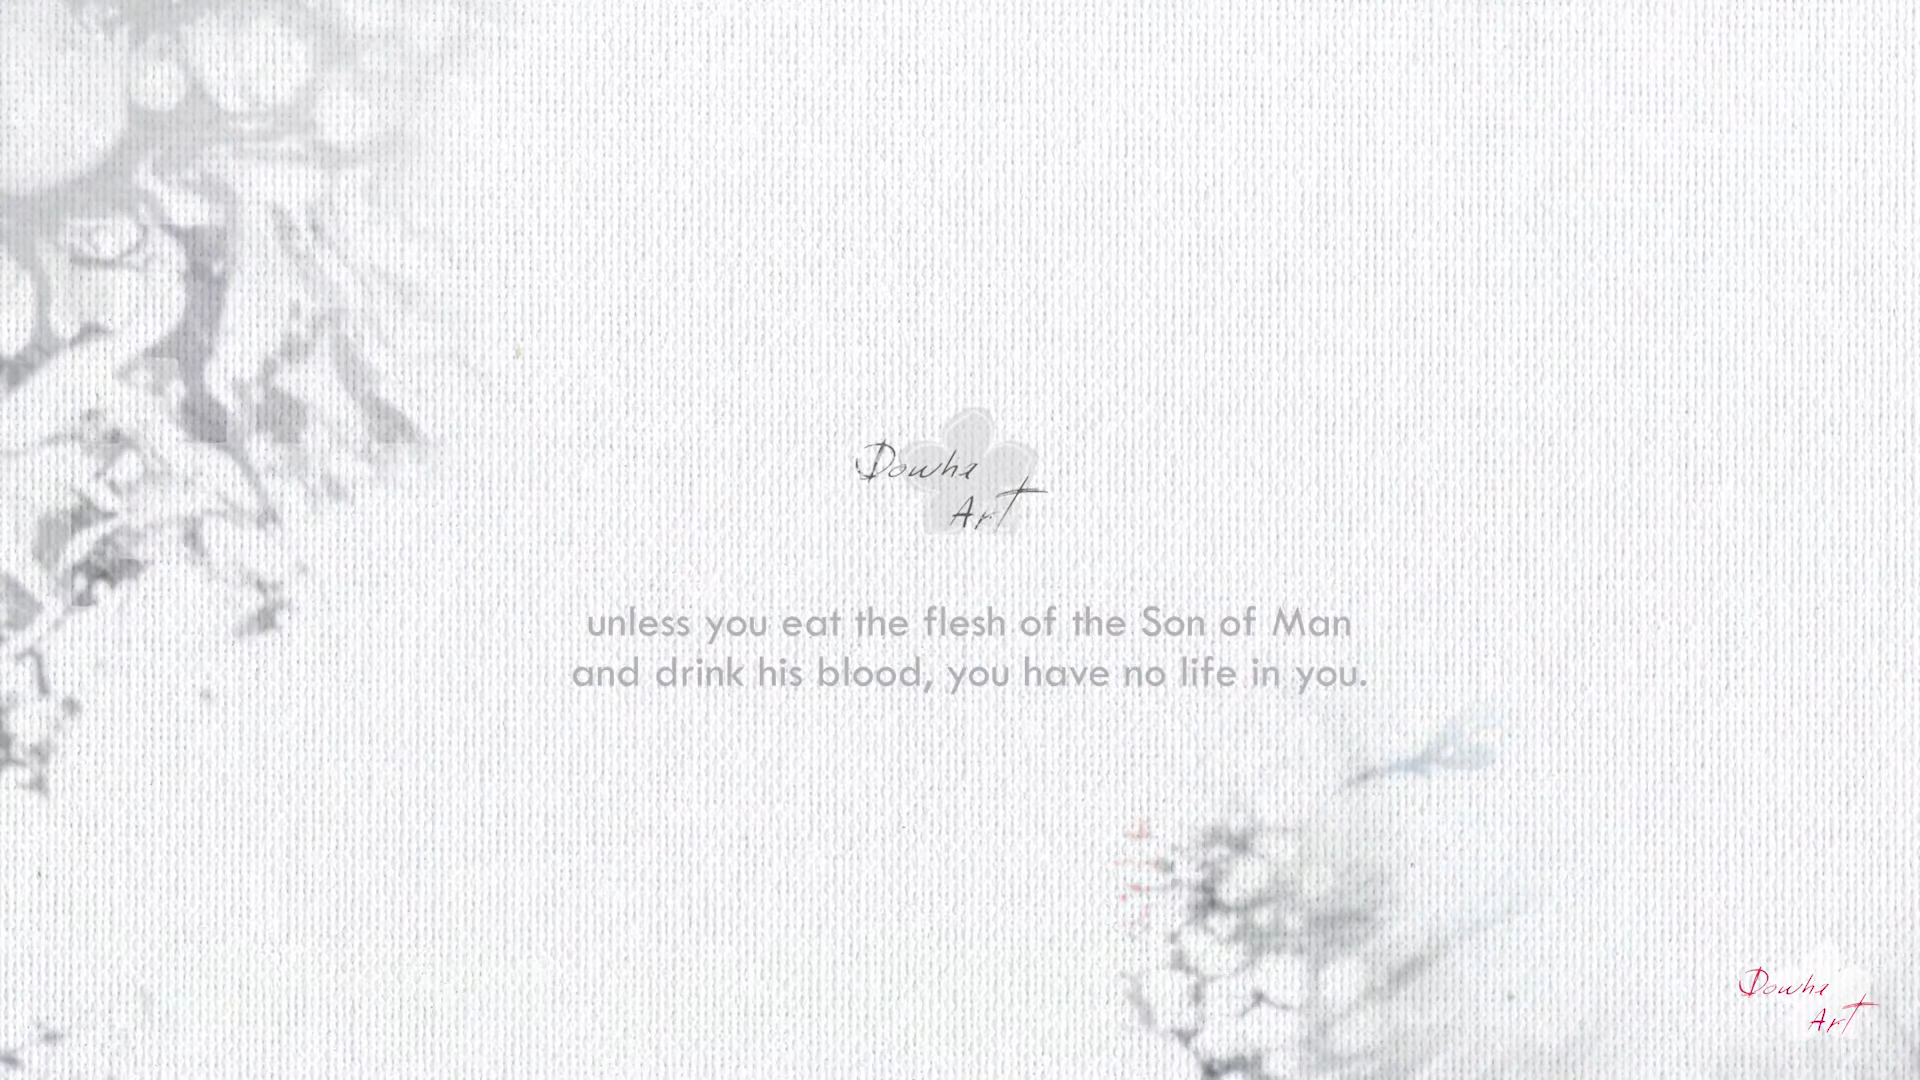 Dowha
Art
unless you eat the flesh of the Son of Man
and drink his blood, you have no life in you.
Dowha
Art